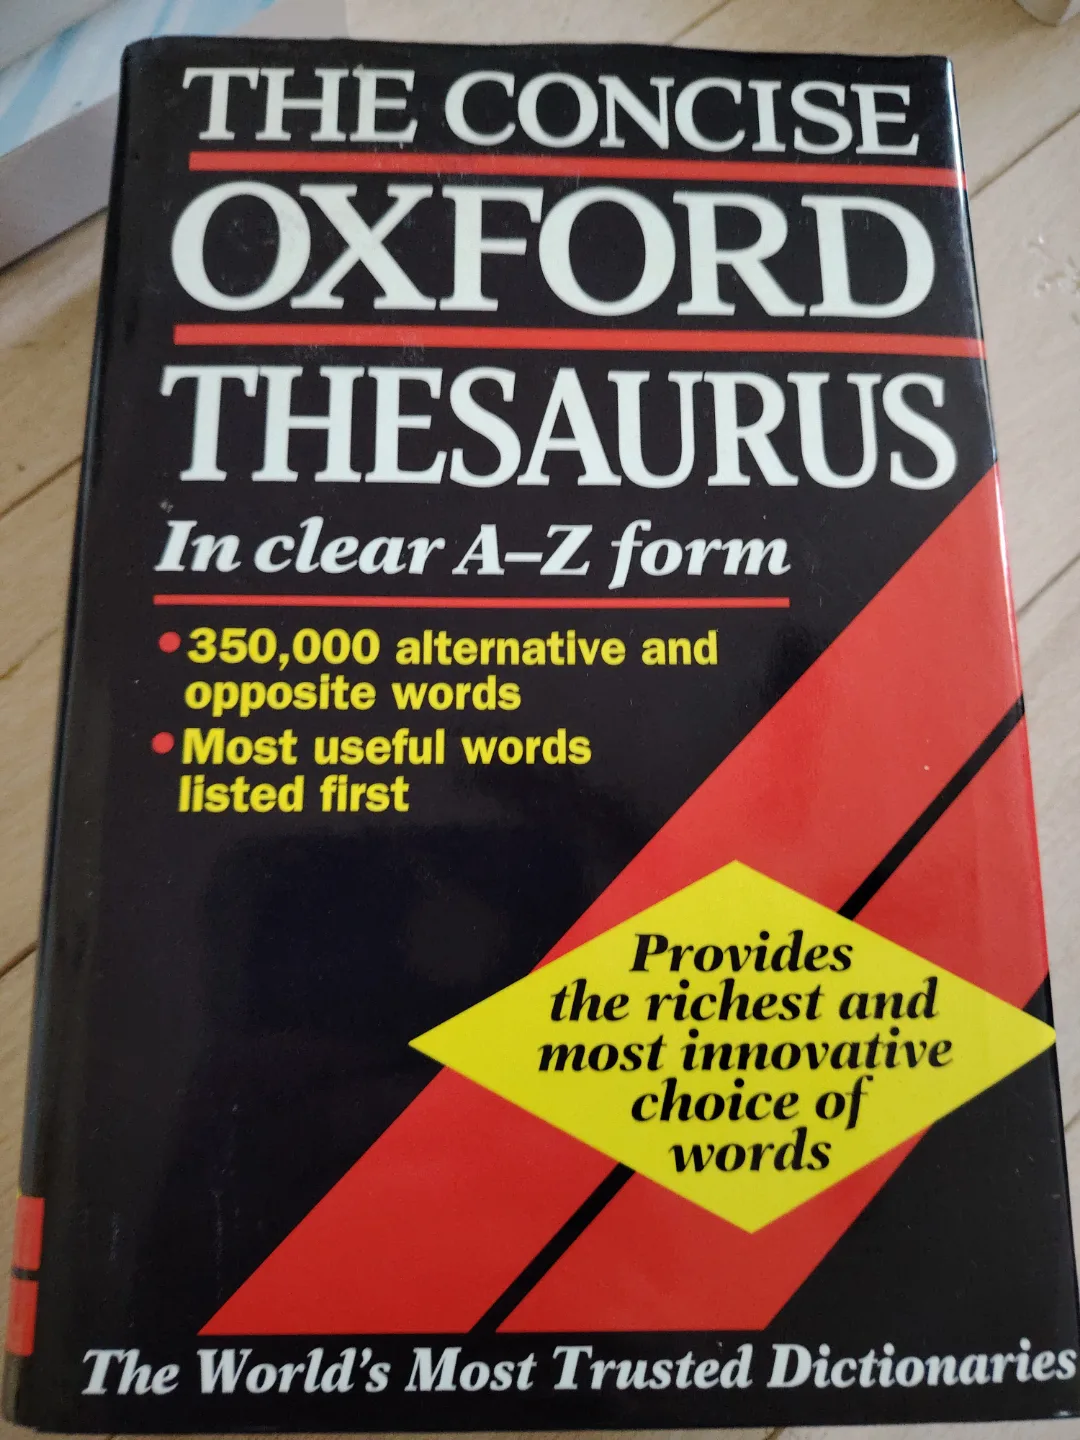 THE CONCISE
OXFORD
THESAURUS
In clear A–Z form
• 350,000 alternative and
opposite words
• Most useful words
listed first
Provides
the richest and
most innovative
choice of
words
The World's Most Trusted Dictionaries